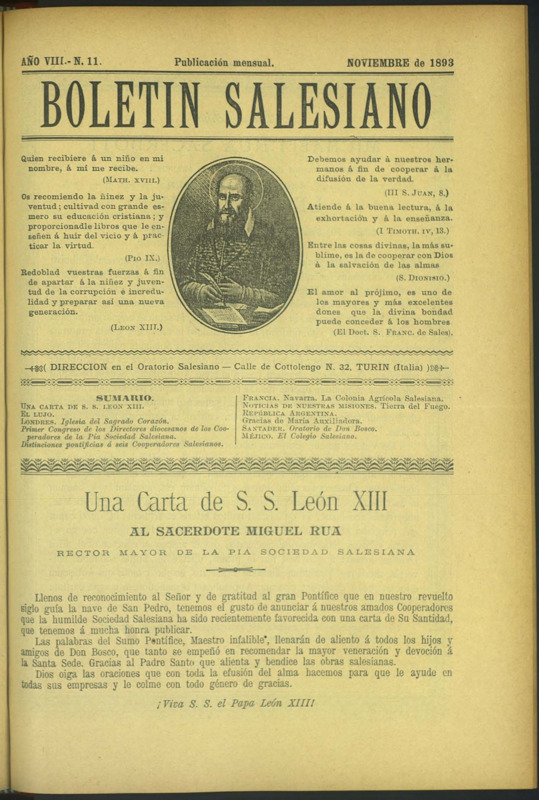 AÑO VIII.- N. 11.
Publicación mensual.
NOVIEMBRE de 1893
BOLETIN SALESIANO
Quien recibiere á un niño en mi
nombre, á mí me recibe.
(MATH. XVIII.)
Os recomiendo la ñinez y la ju-
ventud; cultivad con grande es-
mero su educación cristiana; y
proporcionadle libros que le en-
señen á huir del vicio y á prac-
ticar la virtud.
(PIO IX.)
Redoblad vuestras fuerzas á fin
de apartar á la niñez y juven-
tud de la corrupción é incredu-
lidad y preparar así una nueva
generación.
(LEON XIII.)
Debemos ayudar á nuestros her-
manos á fin de cooperar á la
difusión de la verdad.
(III S. JUAN, 8.)
Atiende á la buena lectura, á la
exhortación y á la enseñanza.
(I TIMOTH. IV, 13.)
Entre las cosas divinas, la más su-
blime, es la de cooperar con Dios
á la salvación de las almas
(S. DIONISIO.)
El amor al prójimo, es uno de
los mayores y más excelentes
dones que la divina bondad
puede conceder á los hombres
(El Doct. S. FRANC. de Sales).
DIRECCION en el Oratorio Salesiano — Calle de Cottolengo N. 32, TURIN (Italia)
SUMARIO.
UNA CARTA DE S. S. LEON XIII.
EL LUJO.
LONDRES. Iglesia del Sagrado Corazón.
Primer Congreso de los Directores diocesanos de los Coo-
peradores de la Pía Sociedad Salesiana.
Distinciones pontificias á seis Cooperadores Salesianos.
FRANCIA. Navarra. La Colonia Agrícola Salesiana.
NOTICIAS DE NUESTRAS MISIONES. Tierra del Fuego.
REPÚBLICA ARGENTINA.
Gracias de María Auxiliadora.
SANTADER. Oratorio de Don Bosco.
MÉJICO. El Colegio Salesiano.
Una Carta de S. S. León XIII
AL SACERDOTE MIGUEL RUA
RECTOR MAYOR DE LA PIA SOCIEDAD SALESIANA
Llenos de reconocimiento al Señor y de gratitud al gran Pontífice que en nuestro revuelto
siglo guía la nave de San Pedro, tenemos el gusto de anunciar á nuestros amados Cooperadores
que la humilde Sociedad Salesiana ha sido recientemente favorecida con una carta de Su Santidad,
que tenemos á mucha honra publicar.
Las palabras del Sumo Pontífice, Maestro infalible, llenarán de aliento á todos los hijos y
amigos de Don Bosco, que tanto se empeñó en recomendar la mayor veneración y devoción á
la Santa Sede. Gracias al Padre Santo que alienta y bendice las obras salesianas.
Dios oiga las oraciones que con toda la efusión del alma hacemos para que le ayude en
todas sus empresas y le colme con todo género de gracias.
¡Viva S. S. el Papa León XIII!